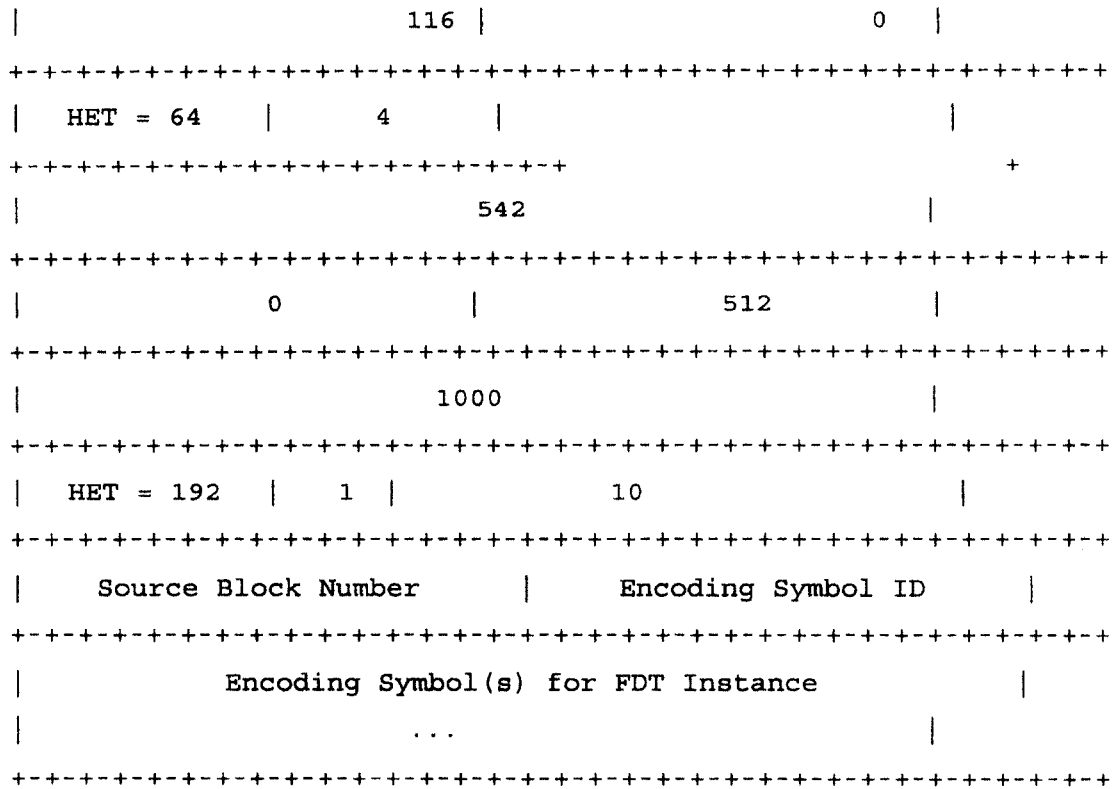 |                       116 |                       0   |
+-+-+-+-+-+-+-+-+-+-+-+-+-+-+-+-+-+-+-+-+-+-+-+-+-+-+-+-+-+-+-+-+
|   HET = 64    |      4      |                          |
+-+-+-+-+-+-+-+-+-+-+-+-+-+-+-+-+                          +
|                           542                       |
+-+-+-+-+-+-+-+-+-+-+-+-+-+-+-+-+-+-+-+-+-+-+-+-+-+-+-+-+-+-+-+-+
|               0           |               512         |
+-+-+-+-+-+-+-+-+-+-+-+-+-+-+-+-+-+-+-+-+-+-+-+-+-+-+-+-+-+-+-+-+
|                         1000                         |
+-+-+-+-+-+-+-+-+-+-+-+-+-+-+-+-+-+-+-+-+-+-+-+-+-+-+-+-+-+-+-+-+
|   HET = 192   |   1  |             10                   |
+-+-+-+-+-+-+-+-+-+-+-+-+-+-+-+-+-+-+-+-+-+-+-+-+-+-+-+-+-+-+-+-+
|     Source Block Number      |     Encoding Symbol ID      |
+-+-+-+-+-+-+-+-+-+-+-+-+-+-+-+-+-+-+-+-+-+-+-+-+-+-+-+-+-+-+-+-+
|            Encoding Symbol(s) for FDT Instance            |
|                       ...                            |
+-+-+-+-+-+-+-+-+-+-+-+-+-+-+-+-+-+-+-+-+-+-+-+-+-+-+-+-+-+-+-+-+